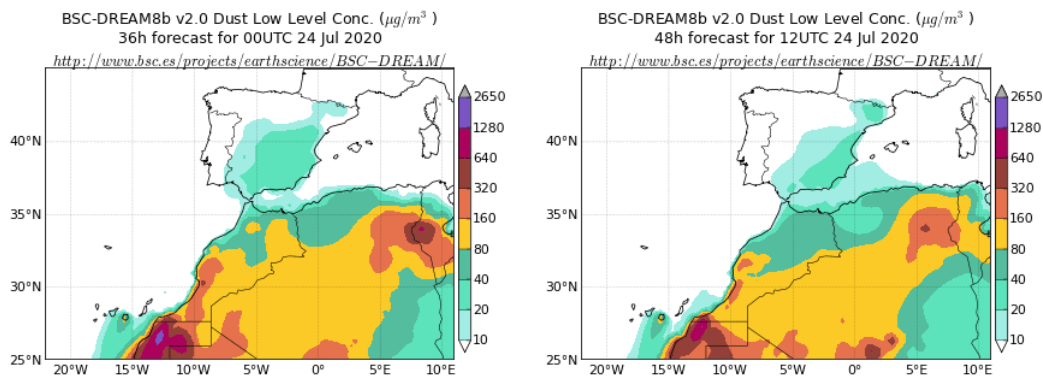 BSC-DREAM8b v2.0 Dust Low Level Conc. (μg/m³ )
36h forecast for 00UTC 24 Jul 2020
http://www.bsc.es/projects/earthscience/BSC−DREAM/
40°N
35°N
30°N
25°N
20°W
15°W
10°W
5°W
0°
5°E
10°E
2650
1280
640
320
160
80
40
20
10
BSC-DREAM8b v2.0 Dust Low Level Conc. (μg/m³ )
48h forecast for 12UTC 24 Jul 2020
http://www.bsc.es/projects/earthscience/BSC−DREAM/
40°N
35°N
30°N
25°N
20°W
15°W
10°W
5°W
0°
5°E
10°E
2650
1280
640
320
160
80
40
20
10